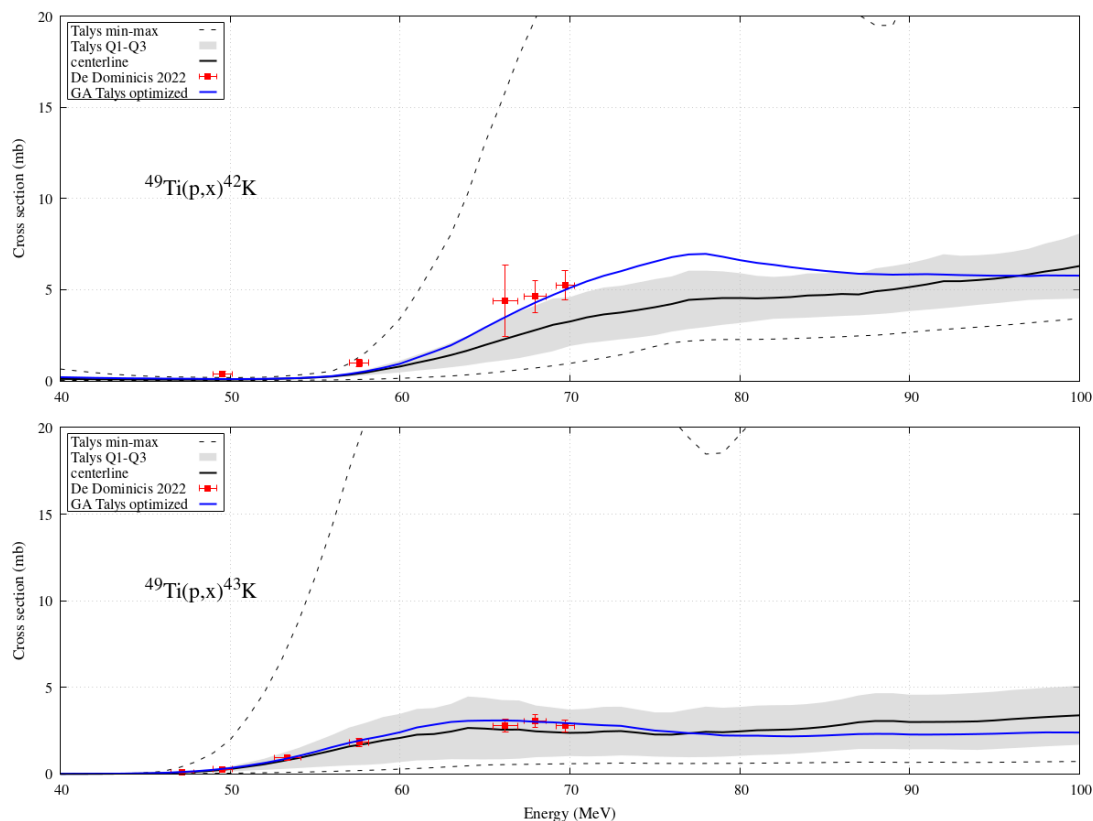 20
15
10
5
0
Cross section (mb)
Talys min-max
Talys Q1-Q3
centerline
De Dominicis 2022
GA Talys optimized
⁴⁹Ti(p,x)⁴²K
40 50 60 70 80 90 100
20
15
10
5
0
Cross section (mb)
Talys min-max
Talys Q1-Q3
centerline
De Dominicis 2022
GA Talys optimized
⁴⁹Ti(p,x)⁴³K
40 50 60 70 80 90 100
Energy (MeV)